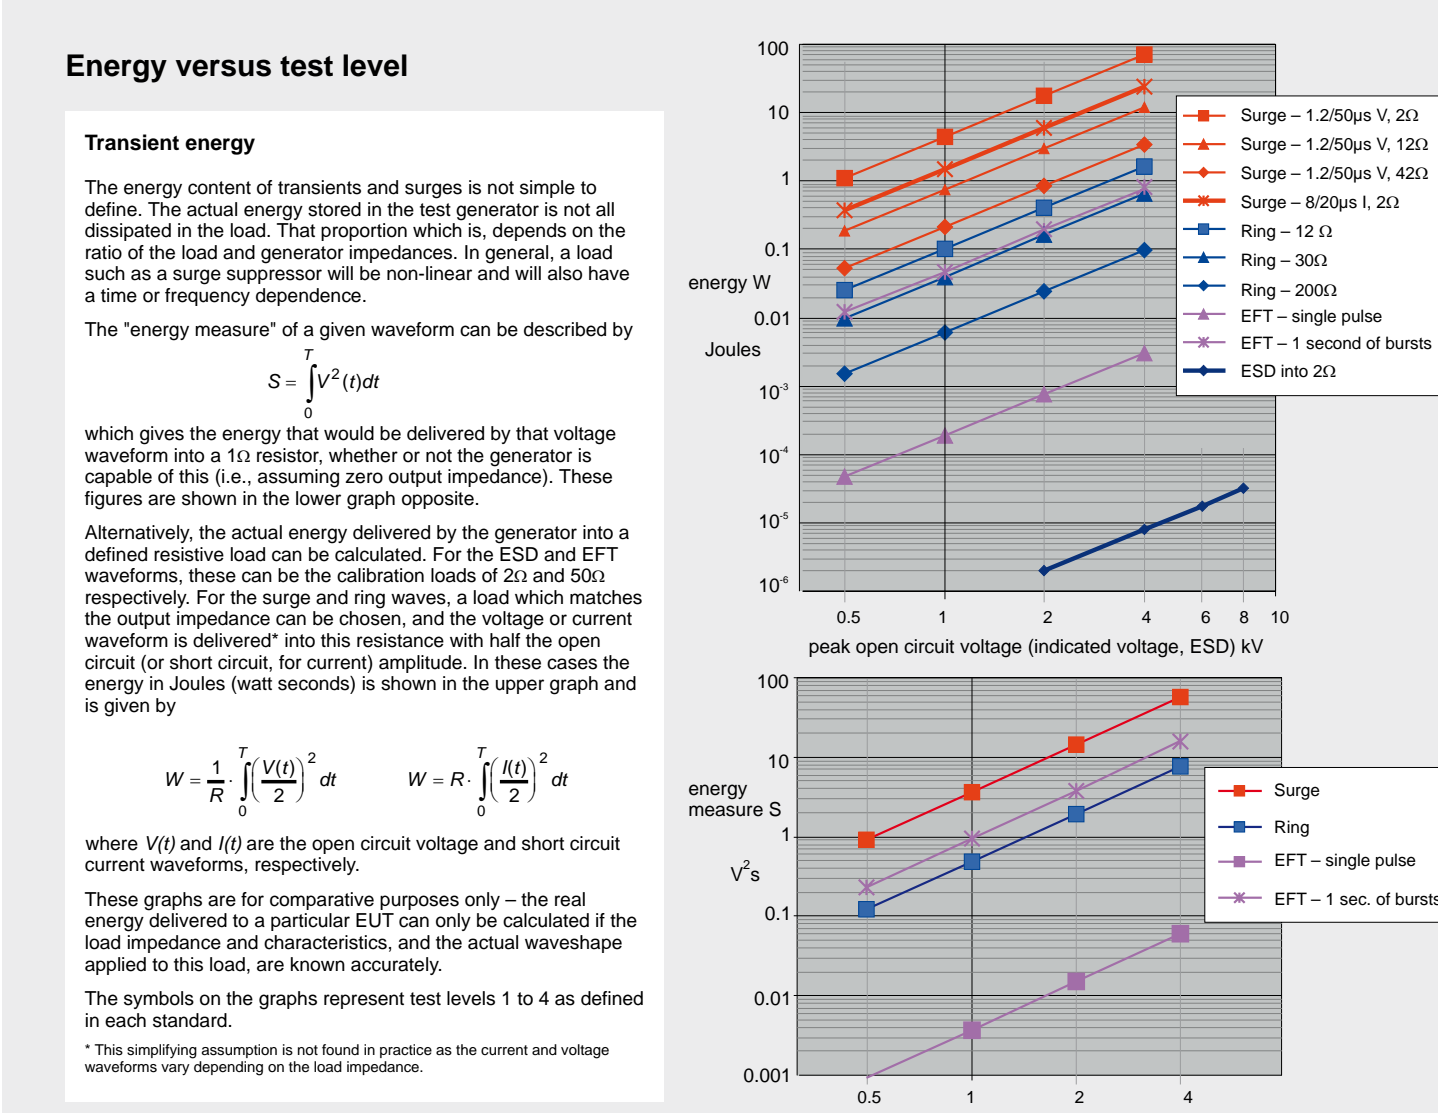 Energy versus test level
Transient energy
The energy content of transients and surges is not simple to
define. The actual energy stored in the test generator is not all
dissipated in the load. That proportion which is, depends on the
ratio of the load and generator impedances. In general, a load
such as a surge suppressor will be non-linear and will also have
a time or frequency dependence.
The "energy measure" of a given waveform can be described by
S = ∫₀ᵀ V²(t)dt
which gives the energy that would be delivered by that voltage
waveform into a 1Ω resistor, whether or not the generator is
capable of this (i.e., assuming zero output impedance). These
figures are shown in the lower graph opposite.
Alternatively, the actual energy delivered by the generator into a
defined resistive load can be calculated. For the ESD and EFT
waveforms, these can be the calibration loads of 2Ω and 50Ω
respectively. For the surge and ring waves, a load which matches
the output impedance can be chosen, and the voltage or current
waveform is delivered* into this resistance with half the open
circuit (or short circuit, for current) amplitude. In these cases the
energy in Joules (watt seconds) is shown in the upper graph and
is given by
W = 1/R · ∫₀ᵀ (V(t)/2)² dt W = R · ∫₀ᵀ (I(t)/2)² dt
where V(t) and I(t) are the open circuit voltage and short circuit
current waveforms, respectively.
These graphs are for comparative purposes only – the real
energy delivered to a particular EUT can only be calculated if the
load impedance and characteristics, and the actual waveshape
applied to this load, are known accurately.
The symbols on the graphs represent test levels 1 to 4 as defined
in each standard.
* This simplifying assumption is not found in practice as the current and voltage
waveforms vary depending on the load impedance.
100
10
1
0.1
energy W
0.01
Joules
10⁻³
10⁻⁴
10⁻⁵
10⁻⁶
0.5 1 2 4 6 8 10
peak open circuit voltage (indicated voltage, ESD) kV
Surge – 1.2/50µs V, 2Ω
Surge – 1.2/50µs V, 12Ω
Surge – 1.2/50µs V, 42Ω
Surge – 8/20µs I, 2Ω
Ring – 12 Ω
Ring – 30Ω
Ring – 200Ω
EFT – single pulse
EFT – 1 second of bursts
ESD into 2Ω
100
10
energy
measure S
1
V²s
0.1
0.01
0.001
0.5 1 2 4
Surge
Ring
EFT – single pulse
EFT – 1 sec. of bursts